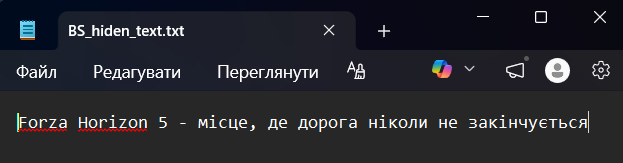 BS_hiden_text.txt
Файл Редагувати Переглянути
Forza Horizon 5 - місце, де дорога ніколи не закінчується